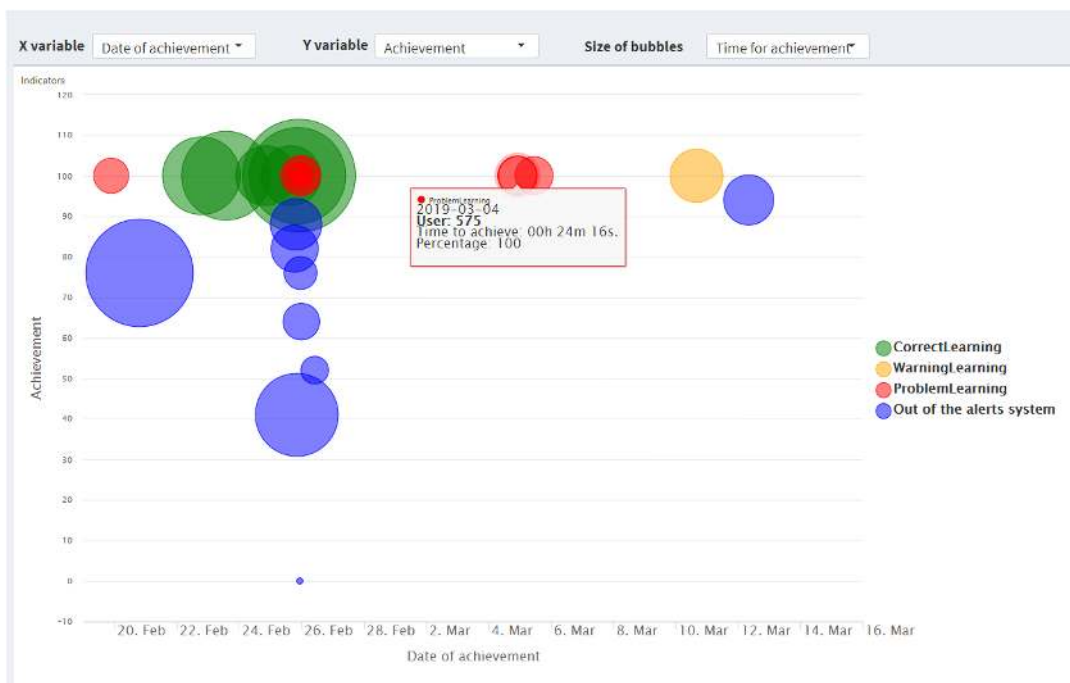 X variable Date of achievement Y variable Achievement Size of bubbles Time for achievement
Indicators
120
110
100
90
80
70
60
50
40
30
20
10
0
-10
Achievement
ProblemLearning
2019-03-04
User: 575
Time to achieve: 00h 24m 16s.
Percentage: 100
CorrectLearning
WarningLearning
ProblemLearning
Out of the alerts system
20. Feb 22. Feb 24. Feb 26. Feb 28. Feb 2. Mar 4. Mar 6. Mar 8. Mar 10. Mar 12. Mar 14. Mar 16. Mar
Date of achievement